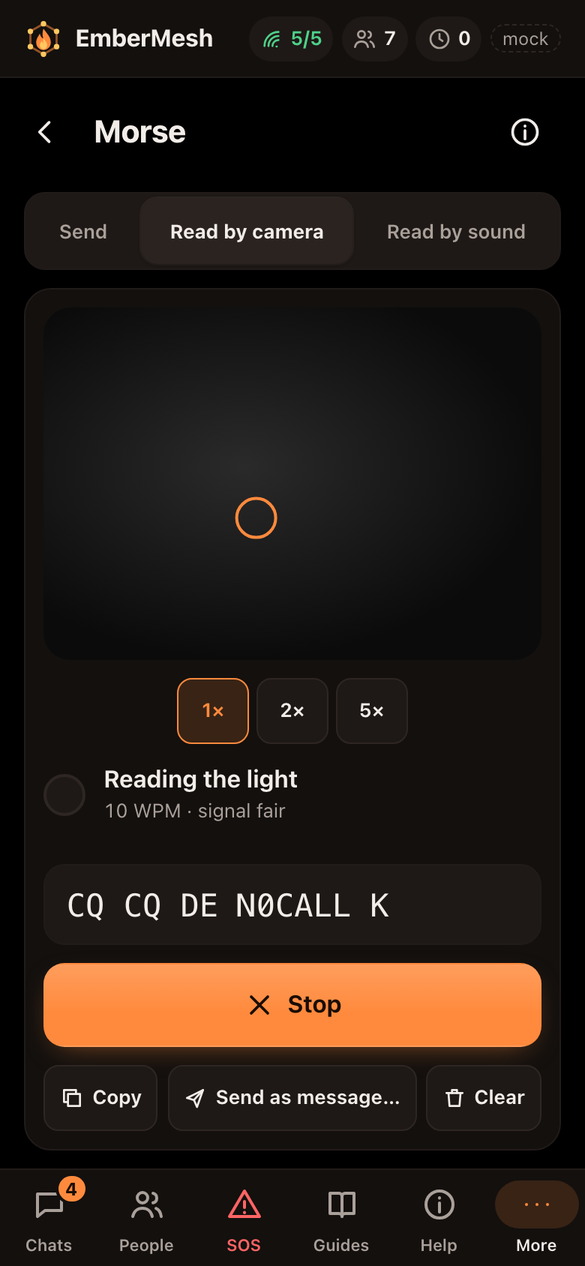 EmberMesh 5/5 7 0 mock
Morse
Send Read by camera Read by sound
1× 2× 5×
Reading the light
10 WPM · signal fair
CQ CQ DE N0CALL K
Stop
Copy Send as message... Clear
4
Chats People SOS Guides Help More